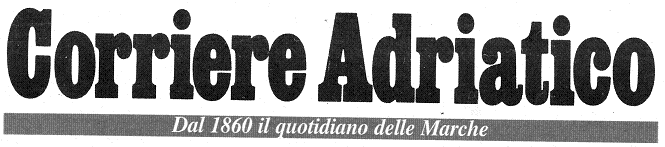 Corriere Adriatico
Dal 1860 il quotidiano delle Marche